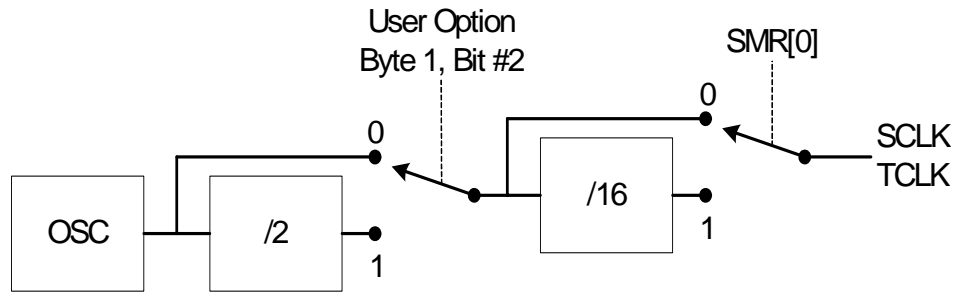 User Option
Byte 1, Bit #2
SMR[0]
0
0
SCLK
TCLK
OSC
/2
/16
1
1